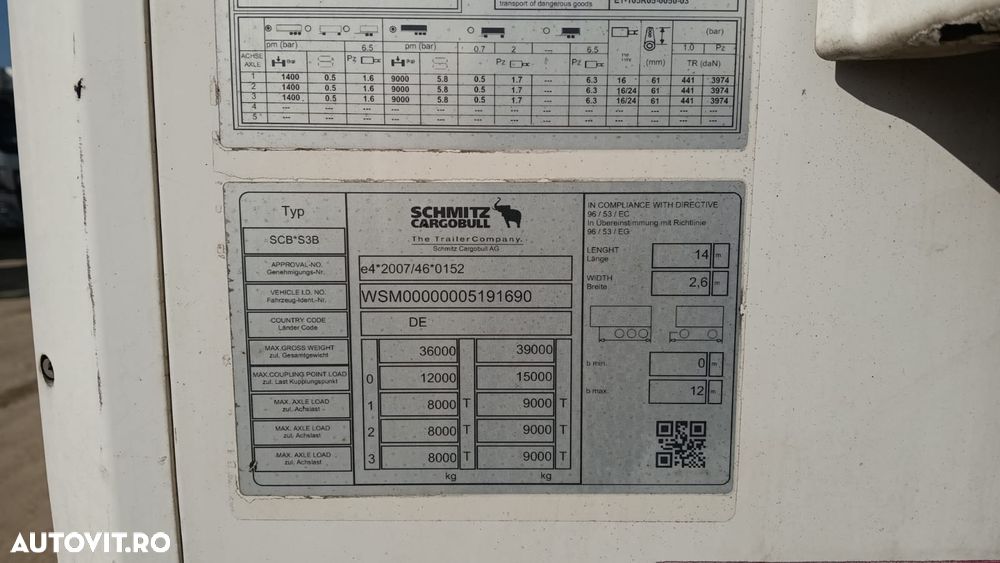 transport of dangerous goods
E1-105R05-0050-03
pm (bar) 6.5 pm (bar) 0.7 2 --- 6.5 (bar)
ACHSE
AXLE
Pz Pz Pz (mm) 1.0 Pz
TR (daN)
1 1400 0.5 1.6 9000 5.8 0.5 1.7 --- 6.3 16 61 441 3974
2 1400 0.5 1.6 9000 5.8 0.5 1.7 --- 6.3 16/24 61 441 3974
3 1400 0.5 1.6 9000 5.8 0.5 1.7 --- 6.3 16/24 61 441 3974
4 --- --- --- --- --- --- --- --- --- --- --- --- ---
5 --- --- --- --- --- --- --- --- --- --- --- --- ---
Typ
SCB*S3B
SCHMITZ
CARGOBULL
The TrailerCompany.
Schmitz Cargobull AG
APPROVAL-NO.
Genehmigungs-Nr.
e4*2007/46*0152
VEHICLE I.D. NO.
Fahrzeug-Ident.-Nr.
WSM00000005191690
COUNTRY CODE
Länder Code
DE
MAX.GROSS WEIGHT
zul. Gesamtgewicht
36000 39000
MAX.COUPLING POINT LOAD
zul. Last Kupplungspunkt
0 12000 15000
MAX. AXLE LOAD
zul. Achslast
1 8000 T 9000 T
MAX. AXLE LOAD
zul. Achslast
2 8000 T 9000 T
MAX. AXLE LOAD
zul. Achslast
3 8000 T 9000 T
kg kg
IN COMPLIANCE WITH DIRECTIVE
96 / 53 / EC
in Übereinstimmung mit Richtlinie
96 / 53 / EG
LENGHT
Länge
14 m
WIDTH
Breite
2,6 m
b min. 0 m
b max. 12 m
AUTOVIT.RO